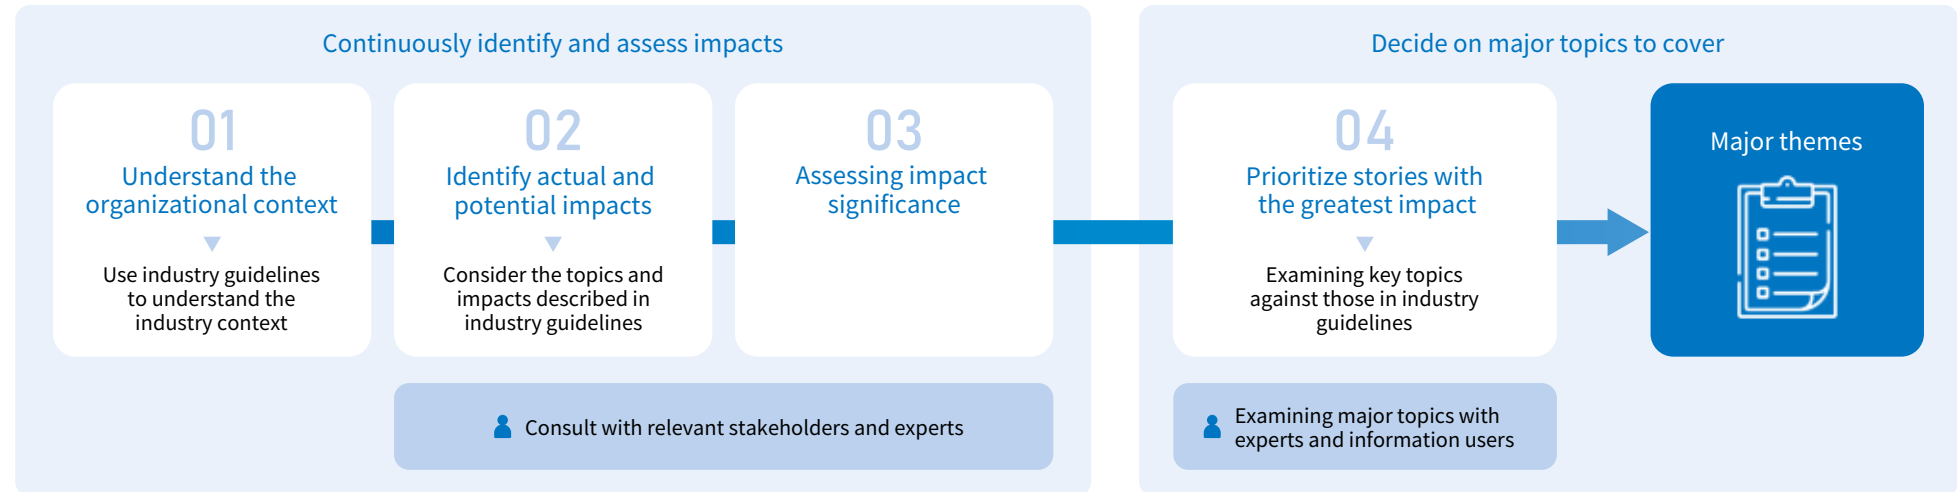 Continuously identify and assess impacts
01
Understand the
organizational context
Use industry guidelines
to understand the
industry context
02
Identify actual and
potential impacts
Consider the topics and
impacts described in
industry guidelines
03
Assessing impact
significance
Consult with relevant stakeholders and experts
Decide on major topics to cover
04
Prioritize stories with
the greatest impact
Examining key topics
against those in industry
guidelines
Examining major topics with
experts and information users
Major themes